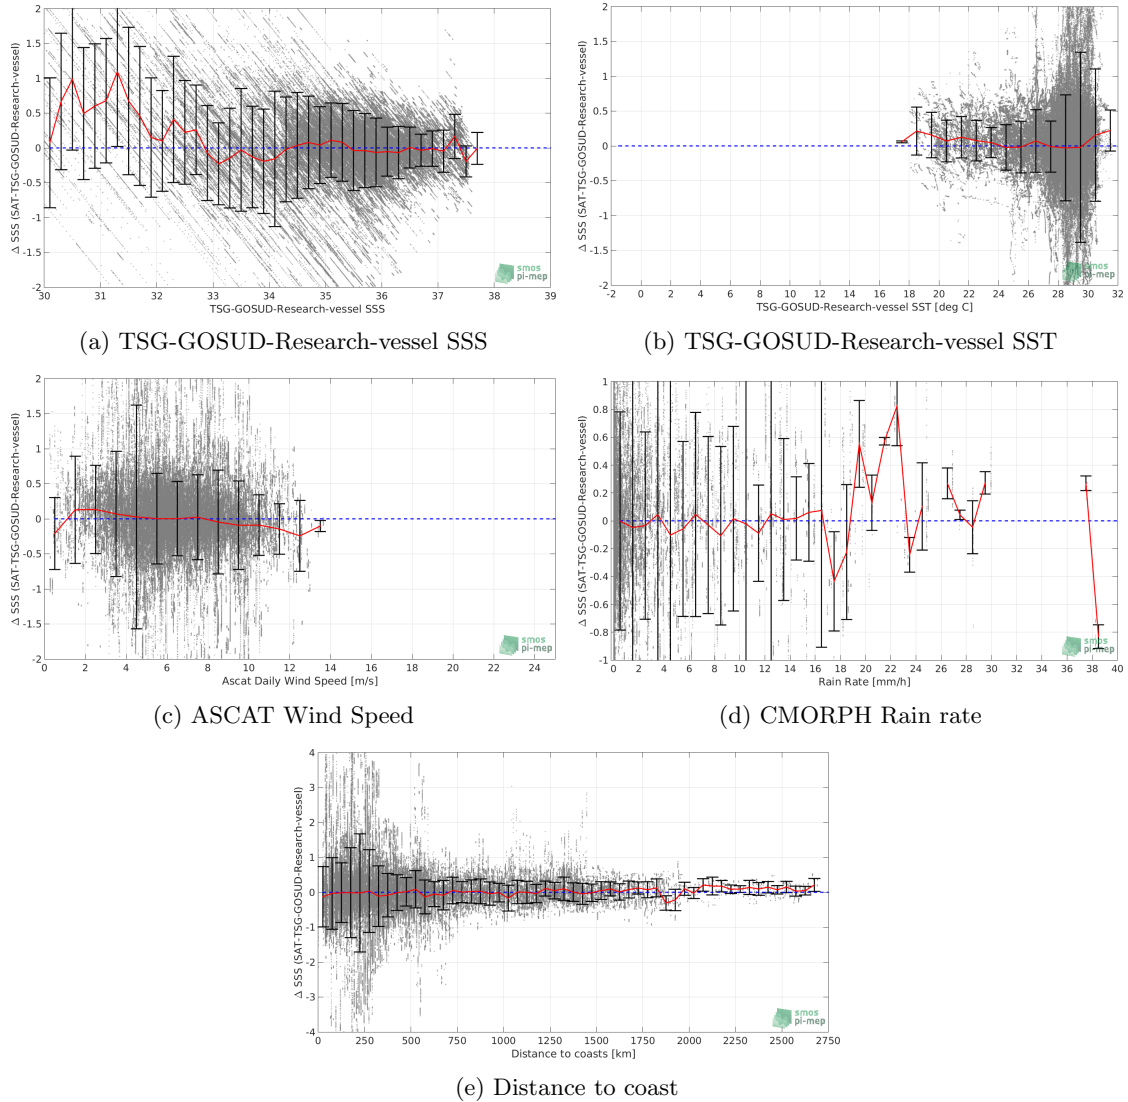 2
1.5
1
0.5
0
-0.5
-1
-1.5
-2
Δ SSS (SAT-TSG-GOSUD-Research-vessel)
30 31 32 33 34 35 36 37 38 39
TSG-GOSUD-Research-vessel SSS
smos
pi-mep
(a) TSG-GOSUD-Research-vessel SSS
2
1.5
1
0.5
0
-0.5
-1
-1.5
-2
Δ SSS (SAT-TSG-GOSUD-Research-vessel)
-2 0 2 4 6 8 10 12 14 16 18 20 22 24 26 28 30 32
TSG-GOSUD-Research-vessel SST [deg C]
smos
pi-mep
(b) TSG-GOSUD-Research-vessel SST
2
1.5
1
0.5
0
-0.5
-1
-1.5
-2
Δ SSS (SAT-TSG-GOSUD-Research-vessel)
0 2 4 6 8 10 12 14 16 18 20 22 24
Ascat Daily Wind Speed [m/s]
smos
pi-mep
(c) ASCAT Wind Speed
1
0.8
0.6
0.4
0.2
0
-0.2
-0.4
-0.6
-0.8
-1
Δ SSS (SAT-TSG-GOSUD-Research-vessel)
0 2 4 6 8 10 12 14 16 18 20 22 24 26 28 30 32 34 36 38 40
Rain Rate [mm/h]
smos
pi-mep
(d) CMORPH Rain rate
4
3
2
1
0
-1
-2
-3
-4
Δ SSS (SAT-TSG-GOSUD-Research-vessel)
0 250 500 750 1000 1250 1500 1750 2000 2250 2500 2750
Distance to coasts [km]
smos
pi-mep
(e) Distance to coast